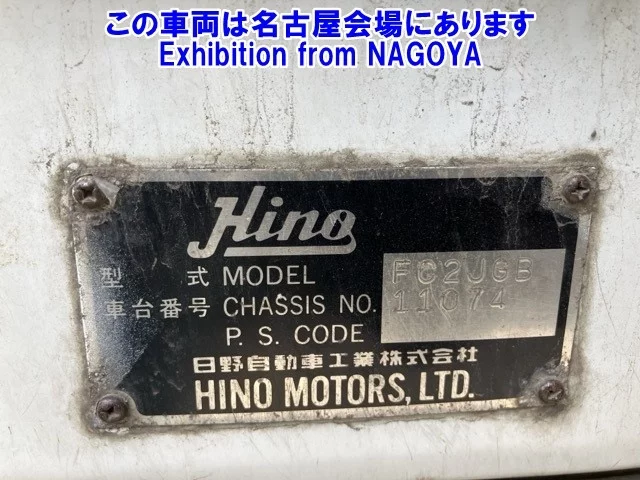 この車両は名古屋会場にあります
Exhibition from NAGOYA
Hino
型 式 MODEL FC2JGB
車台番号 CHASSIS NO. 11074
P. S. CODE
日野自動車工業株式会社
HINO MOTORS, LTD.